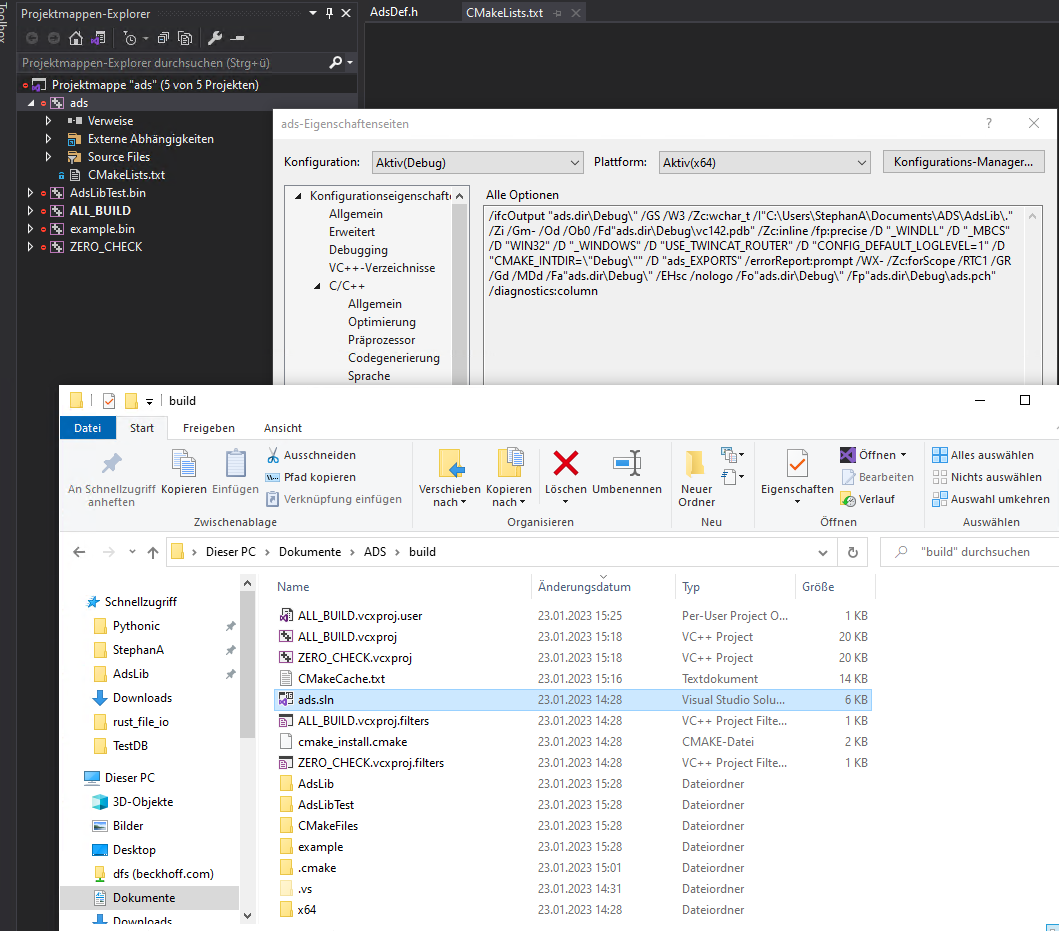 Toolbox
Projektmappen-Explorer
Projektmappen-Explorer durchsuchen (Strg+ü)
Projektmappe "ads" (5 von 5 Projekten)
ads
Verweise
Externe Abhängigkeiten
Source Files
CMakeLists.txt
AdsLibTest.bin
ALL_BUILD
example.bin
ZERO_CHECK
AdsDef.h
CMakeLists.txt
ads-Eigenschaftenseiten
Konfiguration: Aktiv(Debug) Plattform: Aktiv(x64) Konfigurations-Manager...
Konfigurationseigenschaft
Allgemein
Erweitert
Debugging
VC++-Verzeichnisse
C/C++
Allgemein
Optimierung
Präprozessor
Codegenerierung
Sprache
Alle Optionen
/ifcOutput "ads.dir\Debug\" /GS /W3 /Zc:wchar_t /I"C:\Users\StephanA\Documents\ADS\AdsLib\."
/Zi /Gm- /Od /Ob0 /Fd"ads.dir\Debug\vc142.pdb" /Zc:inline /fp:precise /D "_WINDLL" /D "_MBCS"
/D "WIN32" /D "_WINDOWS" /D "USE_TWINCAT_ROUTER" /D "CONFIG_DEFAULT_LOGLEVEL=1" /D
"CMAKE_INTDIR=\"Debug\"" /D "ads_EXPORTS" /errorReport:prompt /WX- /Zc:forScope /RTC1 /GR
/Gd /MDd /Fa"ads.dir\Debug\" /EHsc /nologo /Fo"ads.dir\Debug\" /Fp"ads.dir\Debug\ads.pch"
/diagnostics:column
build
Datei Start Freigeben Ansicht
An Schnellzugriff
anheften
Kopieren
Einfügen
Ausschneiden
Pfad kopieren
Verknüpfung einfügen
Zwischenablage
Verschieben
nach
Kopieren
nach
Löschen
Umbenennen
Organisieren
Neuer
Ordner
Neu
Eigenschaften
Öffnen
Bearbeiten
Verlauf
Öffnen
Alles auswählen
Nichts auswählen
Auswahl umkehren
Auswählen
Dieser PC > Dokumente > ADS > build
"build" durchsuchen
Schnellzugriff
Pythonic
StephanA
AdsLib
Downloads
rust_file_io
TestDB
Dieser PC
3D-Objekte
Bilder
Desktop
dfs (beckhoff.com)
Dokumente
Downloads
Name Änderungsdatum Typ Größe
ALL_BUILD.vcxproj.user 23.01.2023 15:25 Per-User Project O... 1 KB
ALL_BUILD.vcxproj 23.01.2023 15:18 VC++ Project 20 KB
ZERO_CHECK.vcxproj 23.01.2023 15:18 VC++ Project 20 KB
CMakeCache.txt 23.01.2023 15:16 Textdokument 14 KB
ads.sln 23.01.2023 14:28 Visual Studio Solu... 6 KB
ALL_BUILD.vcxproj.filters 23.01.2023 14:28 VC++ Project Filte... 1 KB
cmake_install.cmake 23.01.2023 14:28 CMAKE-Datei 2 KB
ZERO_CHECK.vcxproj.filters 23.01.2023 14:28 VC++ Project Filte... 1 KB
AdsLib 23.01.2023 15:28 Dateiordner
AdsLibTest 23.01.2023 15:28 Dateiordner
CMakeFiles 23.01.2023 15:28 Dateiordner
example 23.01.2023 15:28 Dateiordner
.cmake 23.01.2023 15:01 Dateiordner
.vs 23.01.2023 14:31 Dateiordner
x64 23.01.2023 14:28 Dateiordner